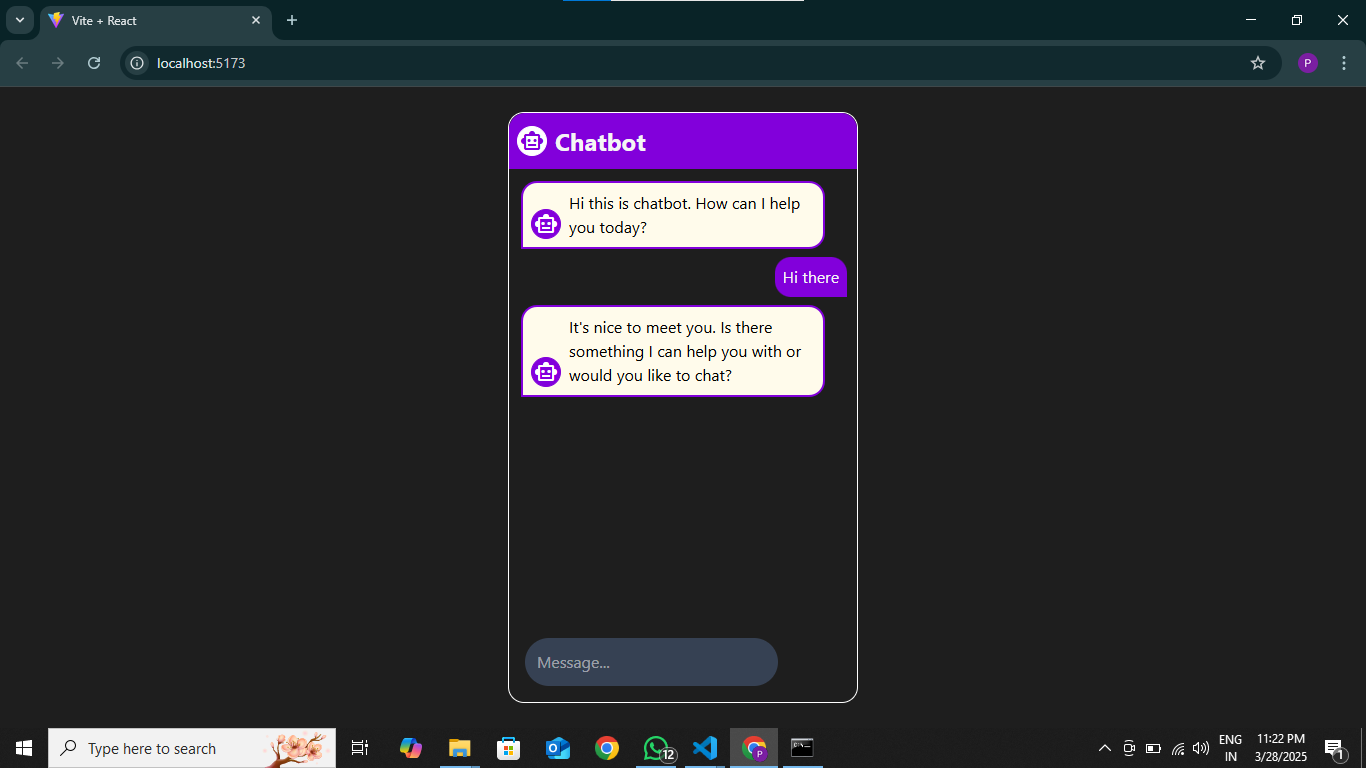 Vite + React
localhost:5173
P
Chatbot
Hi this is chatbot. How can I help
you today?
Hi there
It's nice to meet you. Is there
something I can help you with or
would you like to chat?
Message...
Type here to search
12
P
ENG
IN
11:22 PM
3/28/2025
1